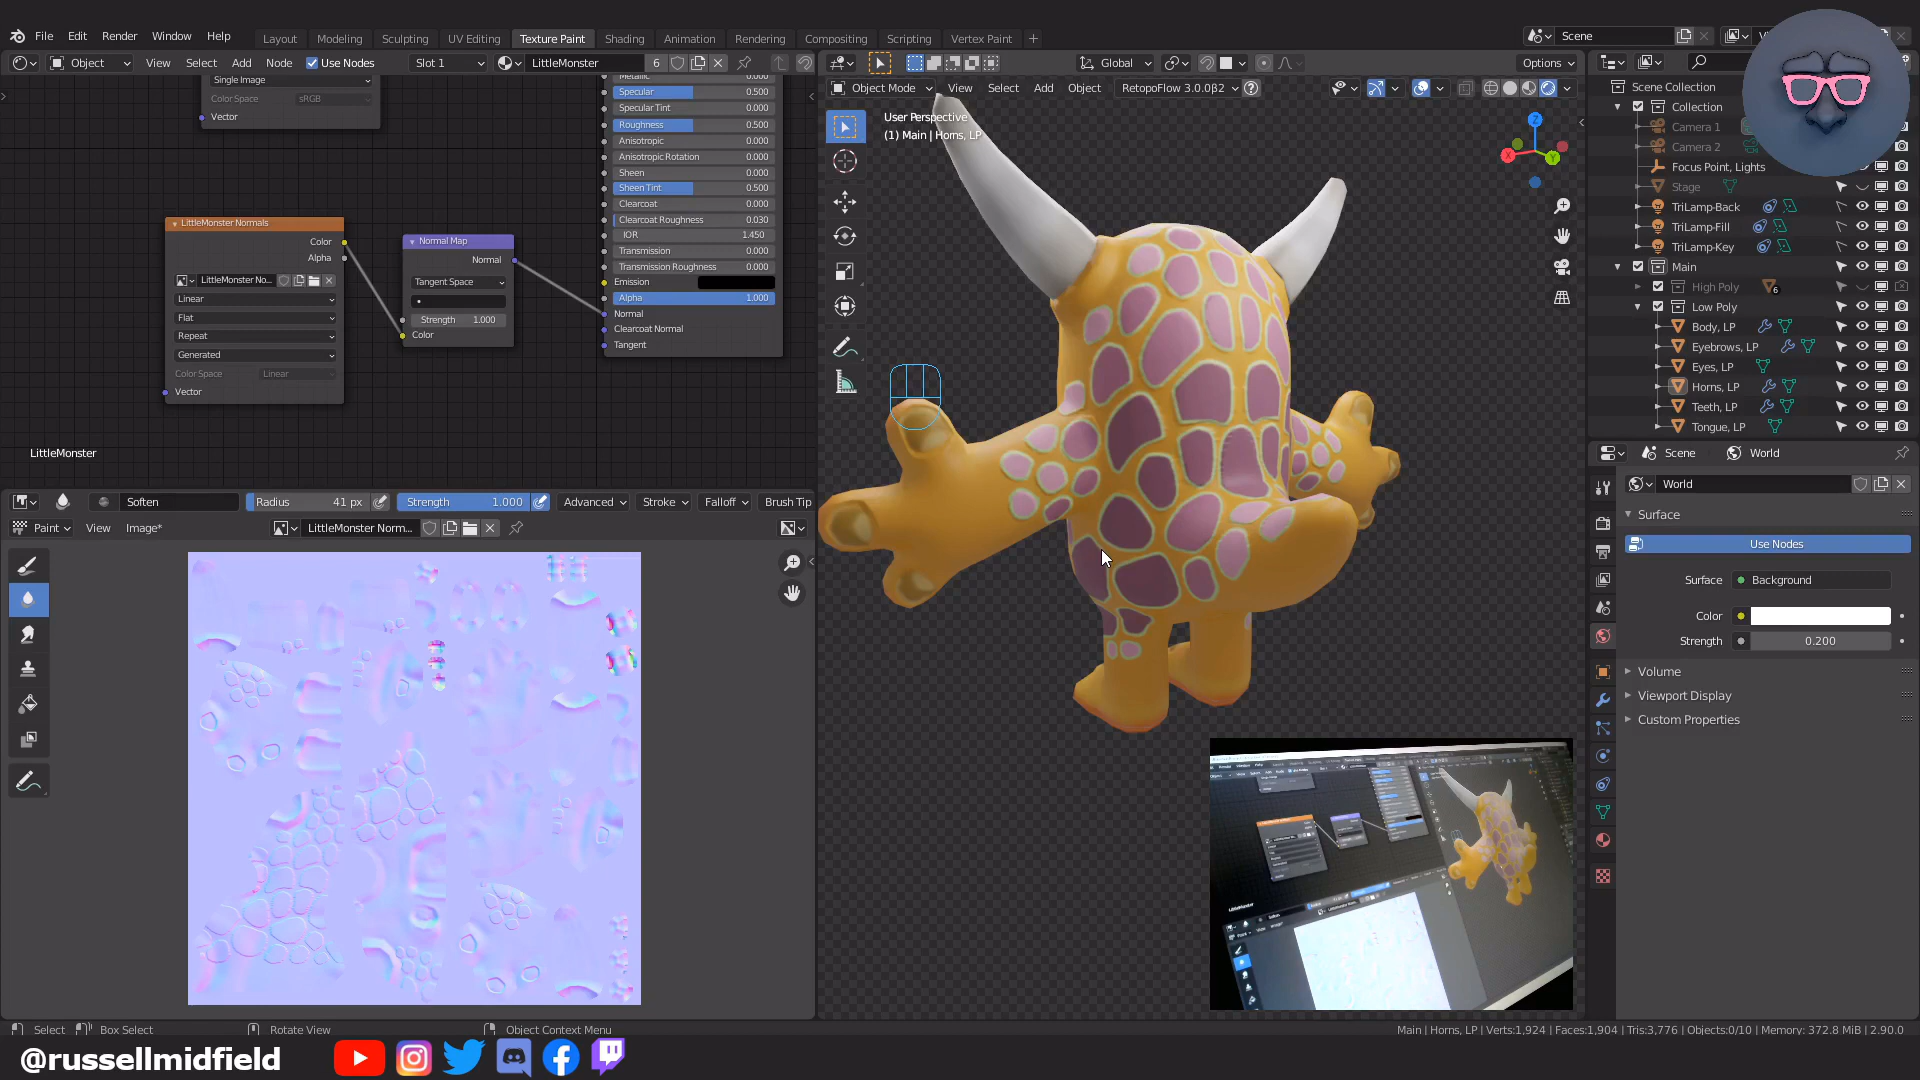 File Edit Render Window Help
Layout Modeling Sculpting UV Editing Texture Paint Shading Animation Rendering Compositing Scripting Vertex Paint +
Scene
Object View Select Add Node Use Nodes Slot 1 LittleMonster 6
Global Options
Object Mode View Select Add Object RetopoFlow 3.0.0β2
User Perspective
(1) Main | Horns, LP
Single Image
Color Space sRGB
Vector
Metallic 0.000
Specular 0.500
Specular Tint 0.000
Roughness 0.500
Anisotropic 0.000
Anisotropic Rotation 0.000
Sheen 0.000
Sheen Tint 0.500
Clearcoat 0.000
Clearcoat Roughness 0.030
IOR 1.450
Transmission 0.000
Transmission Roughness 0.000
Emission
Alpha 1.000
Normal
Clearcoat Normal
Tangent
LittleMonster Normals
Color
Alpha
LittleMonster No...
Linear
Flat
Repeat
Generated
Color Space Linear
Vector
Normal Map
Normal
Tangent Space
Strength 1.000
Color
LittleMonster
Soften Radius 41 px Strength 1.000 Advanced Stroke Falloff Brush Tip
Paint View Image* LittleMonster Norm...
X
Y
Z
Scene Collection
Collection
Camera 1
Camera 2
Focus Point, Lights
Stage
TriLamp-Back
TriLamp-Fill
TriLamp-Key
Main
High Poly 6
Low Poly
Body, LP
Eyebrows, LP
Eyes, LP
Horns, LP
Teeth, LP
Tongue, LP
Scene World
World
Surface
Use Nodes
Surface Background
Color
Strength 0.200
Volume
Viewport Display
Custom Properties
Select Box Select Rotate View Object Context Menu
Main | Horns, LP | Verts:1,924 | Faces:1,904 | Tris:3,776 | Objects:0/10 | Memory: 372.8 MiB | 2.90.0
@russellmidfield